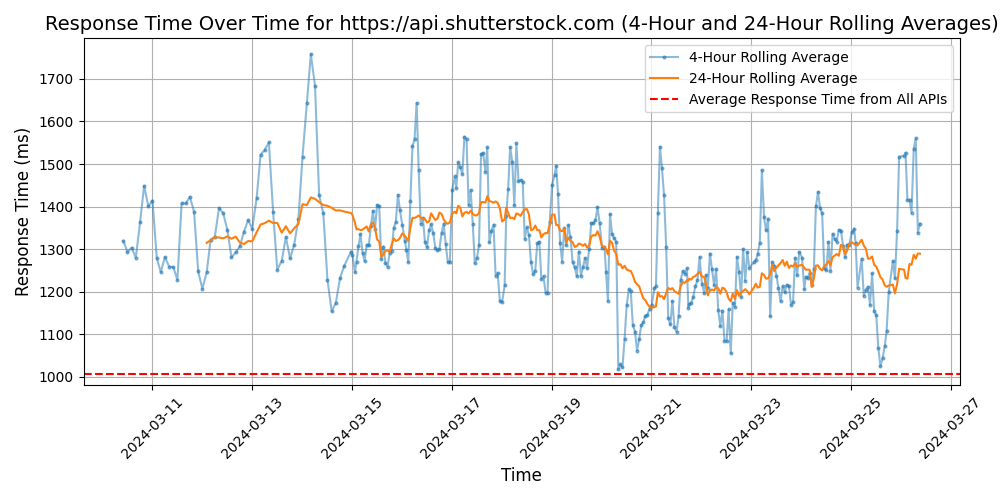 Response Time Over Time for https://api.shutterstock.com (4-Hour and 24-Hour Rolling Averages)
4-Hour Rolling Average
24-Hour Rolling Average
Average Response Time from All APIs
Response Time (ms)
1700
1600
1500
1400
1300
1200
1100
1000
2024-03-11
2024-03-13
2024-03-15
2024-03-17
2024-03-19
2024-03-21
2024-03-23
2024-03-25
2024-03-27
Time